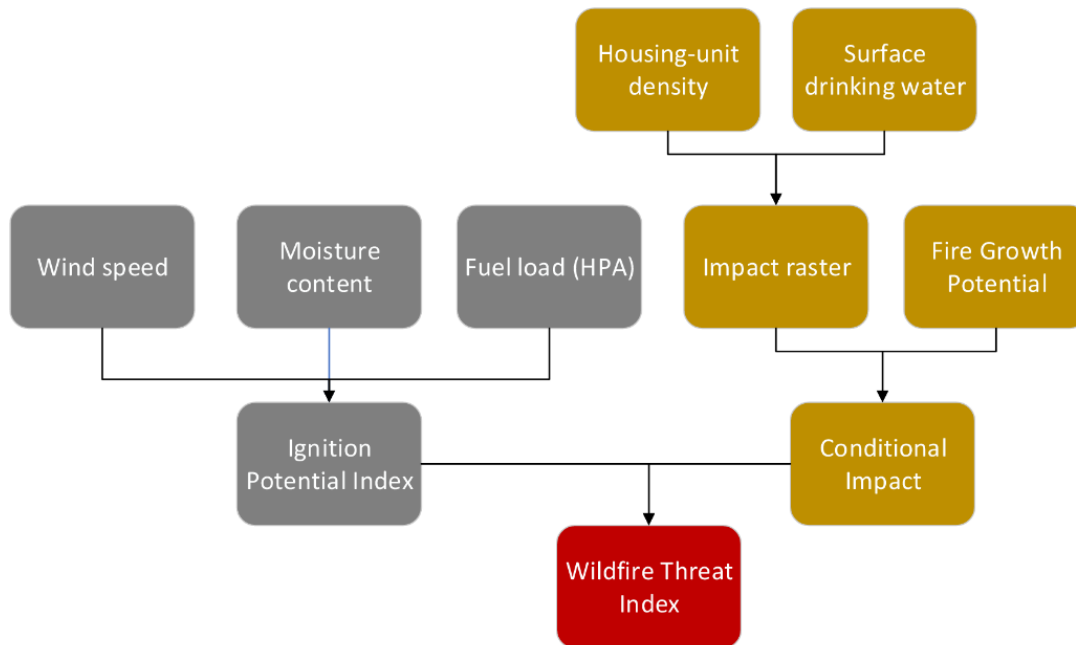 Housing-unit
density
Surface
drinking water
Wind speed
Moisture
content
Fuel load (HPA)
Impact raster
Fire Growth
Potential
Ignition
Potential Index
Conditional
Impact
Wildfire Threat
Index